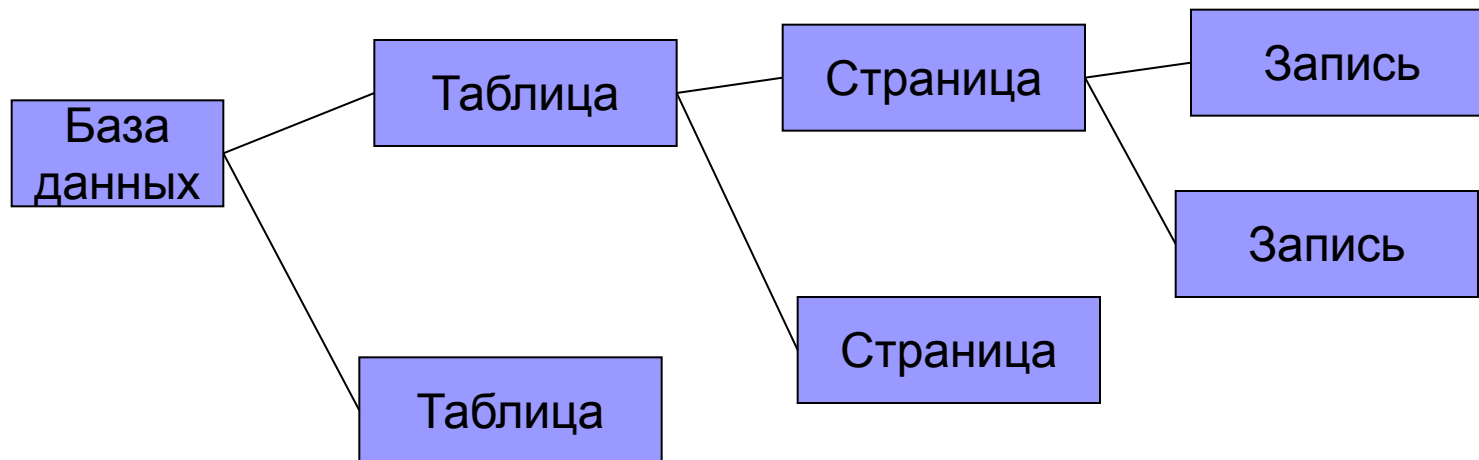 База
данных
Таблица
Страница
Запись
Запись
Страница
Таблица